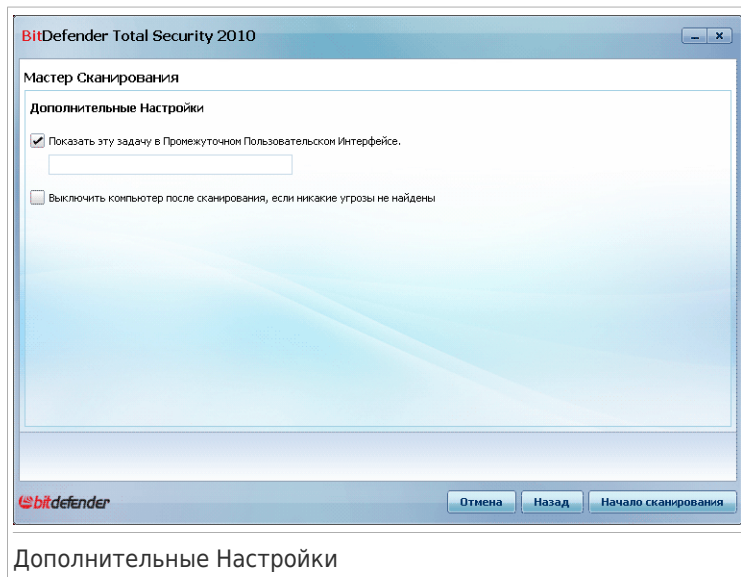 BitDefender Total Security 2010
Мастер Сканирования
Дополнительные Настройки
Показать эту задачу в Промежуточном Пользовательском Интерфейсе.
Выключить компьютер после сканирования, если никакие угрозы не найдены
bitdefender
Отмена Назад Начало сканирования
Дополнительные Настройки